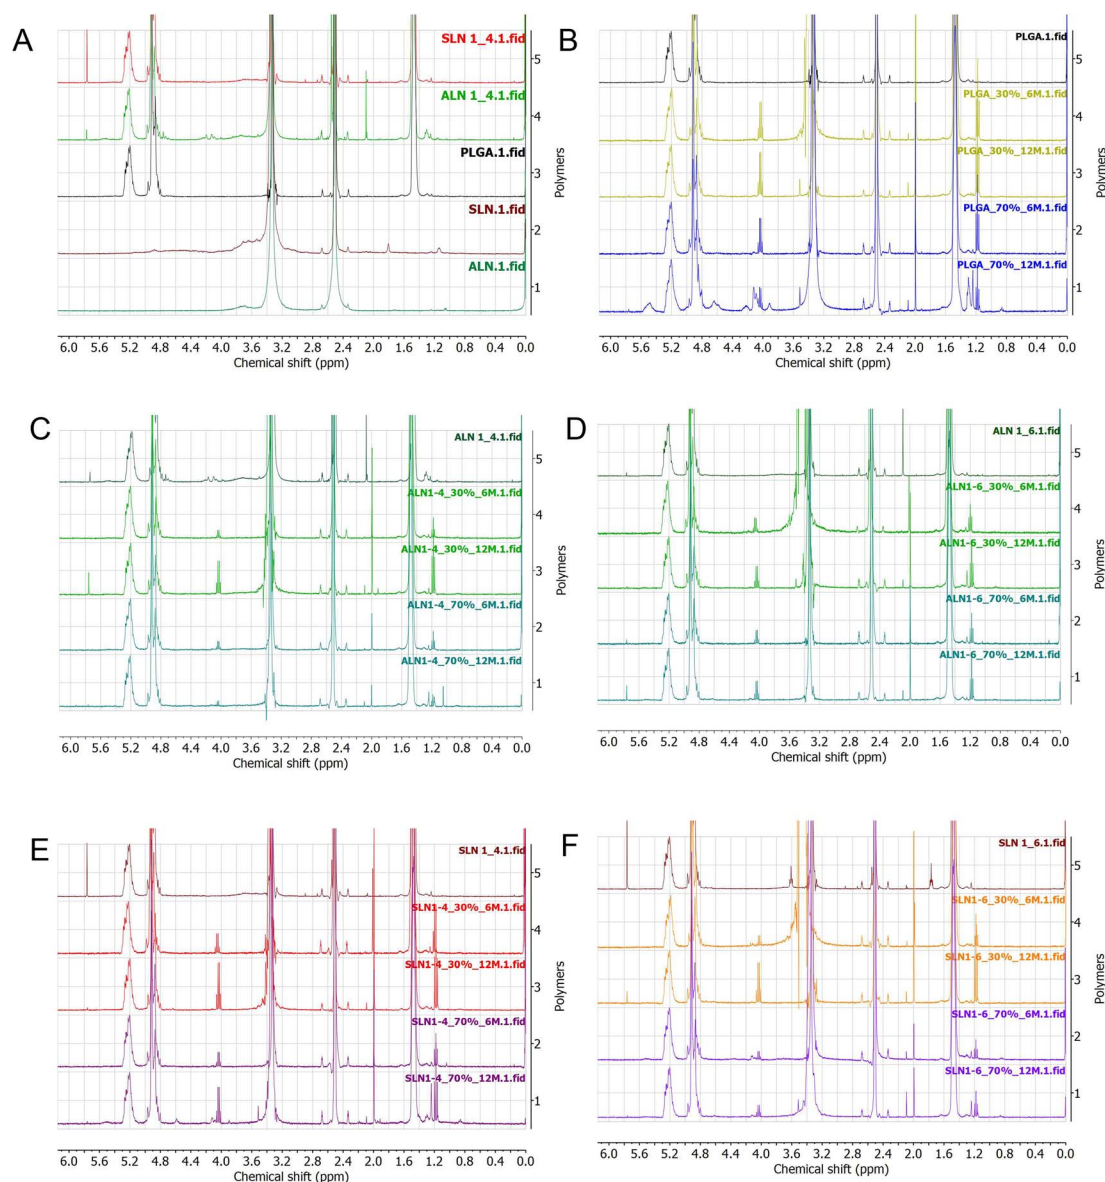 A
SLN 1_4.1.fid
5
ALN 1_4.1.fid
4
PLGA.1.fid
3
SLN.1.fid
2
ALN.1.fid
1
Polymers
6.0 5.6 5.2 4.8 4.4 4.0 3.6 3.2 2.8 2.4 2.0 1.6 1.2 0.8 0.4 0.0
Chemical shift (ppm)
B
PLGA.1.fid
5
PLGA_30%_6M.1.fid
4
PLGA_30%_12M.1.fid
3
PLGA_70%_6M.1.fid
2
PLGA_70%_12M.1.fid
1
Polymers
6.0 5.6 5.2 4.8 4.4 4.0 3.6 3.2 2.8 2.4 2.0 1.6 1.2 0.8 0.4 0.0
Chemical shift (ppm)
C
ALN 1_4.1.fid
5
ALN1-4_30%_6M.1.fid
4
ALN1-4_30%_12M.1.fid
3
ALN1-4_70%_6M.1.fid
2
ALN1-4_70%_12M.1.fid
1
Polymers
6.0 5.6 5.2 4.8 4.4 4.0 3.6 3.2 2.8 2.4 2.0 1.6 1.2 0.8 0.4 0.0
Chemical shift (ppm)
D
ALN 1_6.1.fid
5
ALN1-6_30%_6M.1.fid
4
ALN1-6_30%_12M.1.fid
3
ALN1-6_70%_6M.1.fid
2
ALN1-6_70%_12M.1.fid
1
Polymers
6.0 5.6 5.2 4.8 4.4 4.0 3.6 3.2 2.8 2.4 2.0 1.6 1.2 0.8 0.4 0.0
Chemical shift (ppm)
E
SLN 1_4.1.fid
5
SLN1-4_30%_6M.1.fid
4
SLN1-4_30%_12M.1.fid
3
SLN1-4_70%_6M.1.fid
2
SLN1-4_70%_12M.1.fid
1
Polymers
6.0 5.6 5.2 4.8 4.4 4.0 3.6 3.2 2.8 2.4 2.0 1.6 1.2 0.8 0.4 0.0
Chemical shift (ppm)
F
SLN 1_6.1.fid
5
SLN1-6_30%_6M.1.fid
4
SLN1-6_30%_12M.1.fid
3
SLN1-6_70%_6M.1.fid
2
SLN1-6_70%_12M.1.fid
1
Polymers
6.0 5.6 5.2 4.8 4.4 4.0 3.6 3.2 2.8 2.4 2.0 1.6 1.2 0.8 0.4 0.0
Chemical shift (ppm)